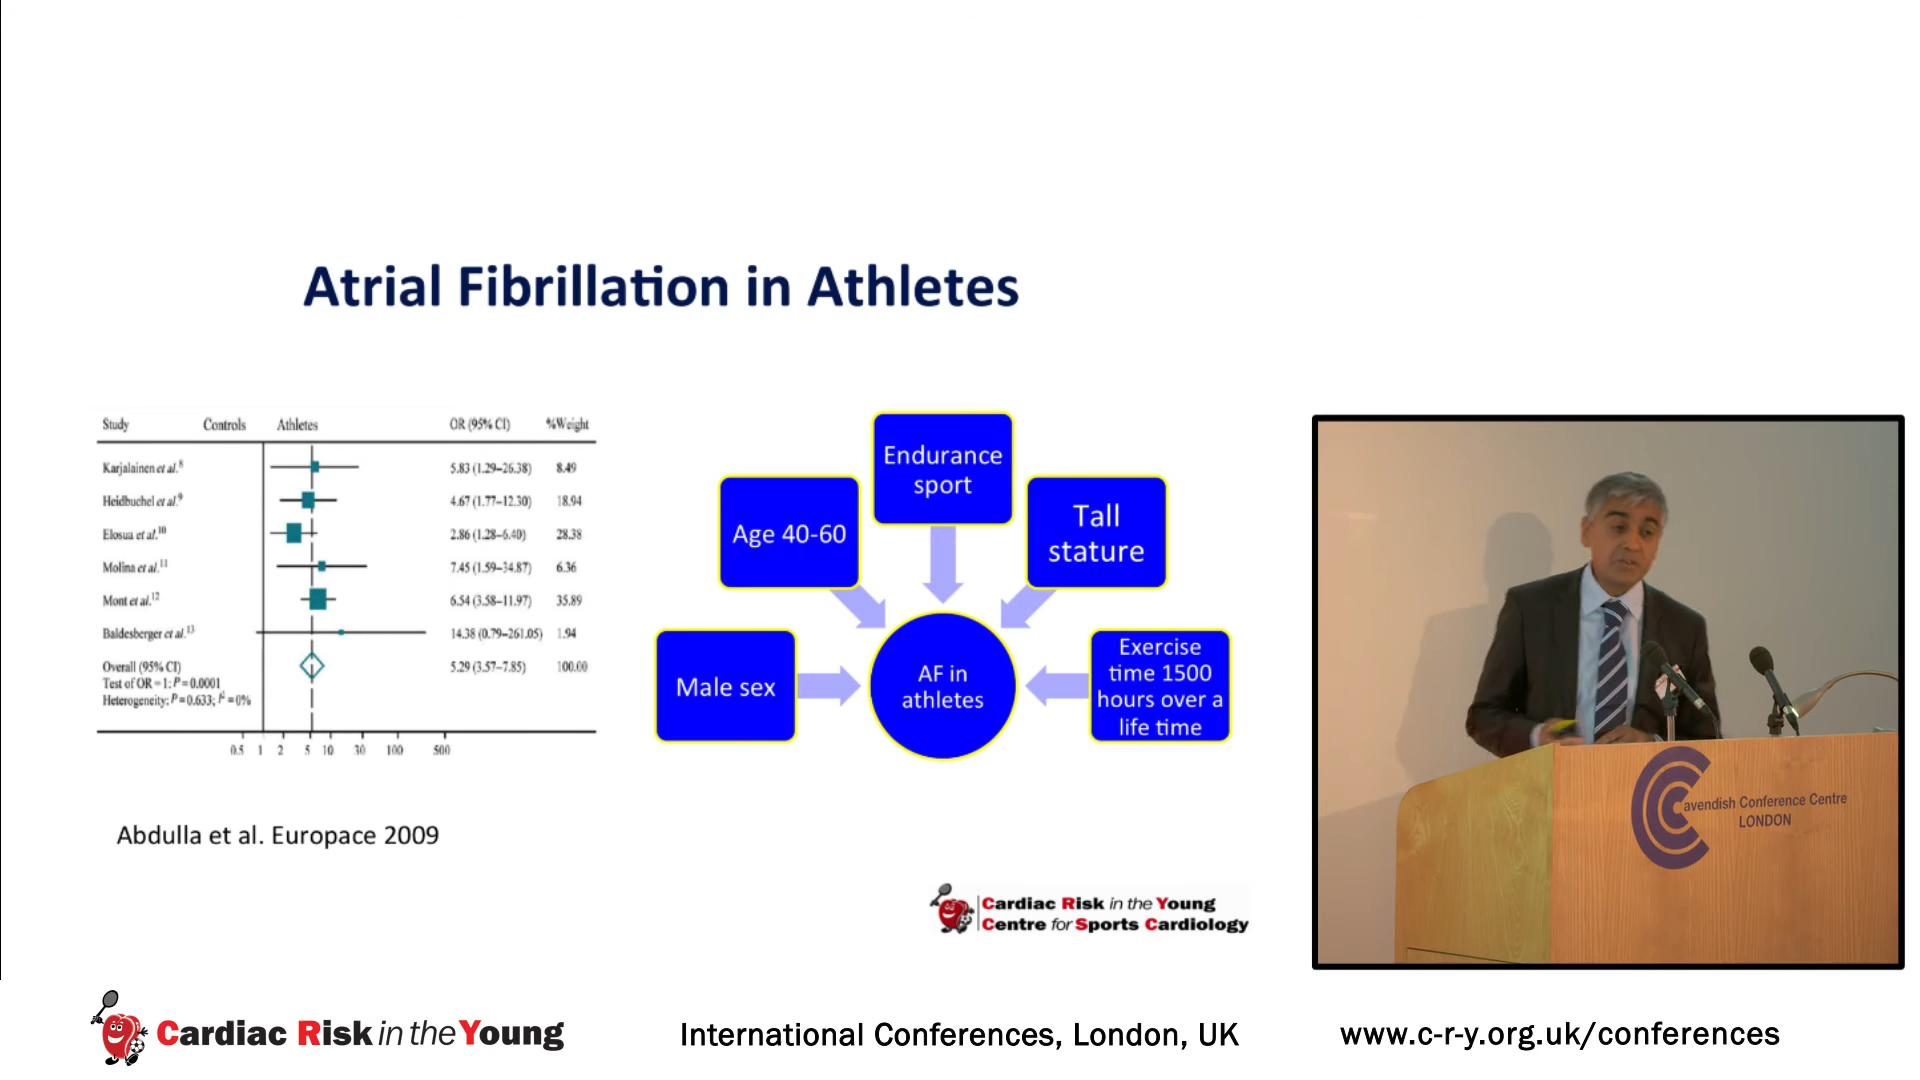 Atrial Fibrillation in Athletes
Study Controls Athletes OR (95% CI) %Weight
Karjalainen et al.8 5.83 (1.29–26.38) 8.49
Heidbuchel et al.9 4.67 (1.77–12.30) 18.94
Elosua et al.10 2.86 (1.28–6.40) 28.38
Molina et al.11 7.45 (1.59–34.87) 6.36
Mont et al.12 6.54 (3.58–11.97) 35.89
Baldesberger et al.13 14.38 (0.79–261.05) 1.94
Overall (95% CI) 5.29 (3.57–7.85) 100.00
Test of OR = 1: P = 0.0001
Heterogeneity: P = 0.633; I² = 0%
0.5 1 2 5 10 30 100 500
Abdulla et al. Europace 2009
Endurance
sport
Age 40-60
Tall
stature
Male sex
Exercise
time 1500
hours over a
life time
AF in
athletes
Cardiac Risk in the Young
Centre for Sports Cardiology
Cavendish Conference Centre
LONDON
Cardiac Risk in the Young
International Conferences, London, UK
www.c-r-y.org.uk/conferences